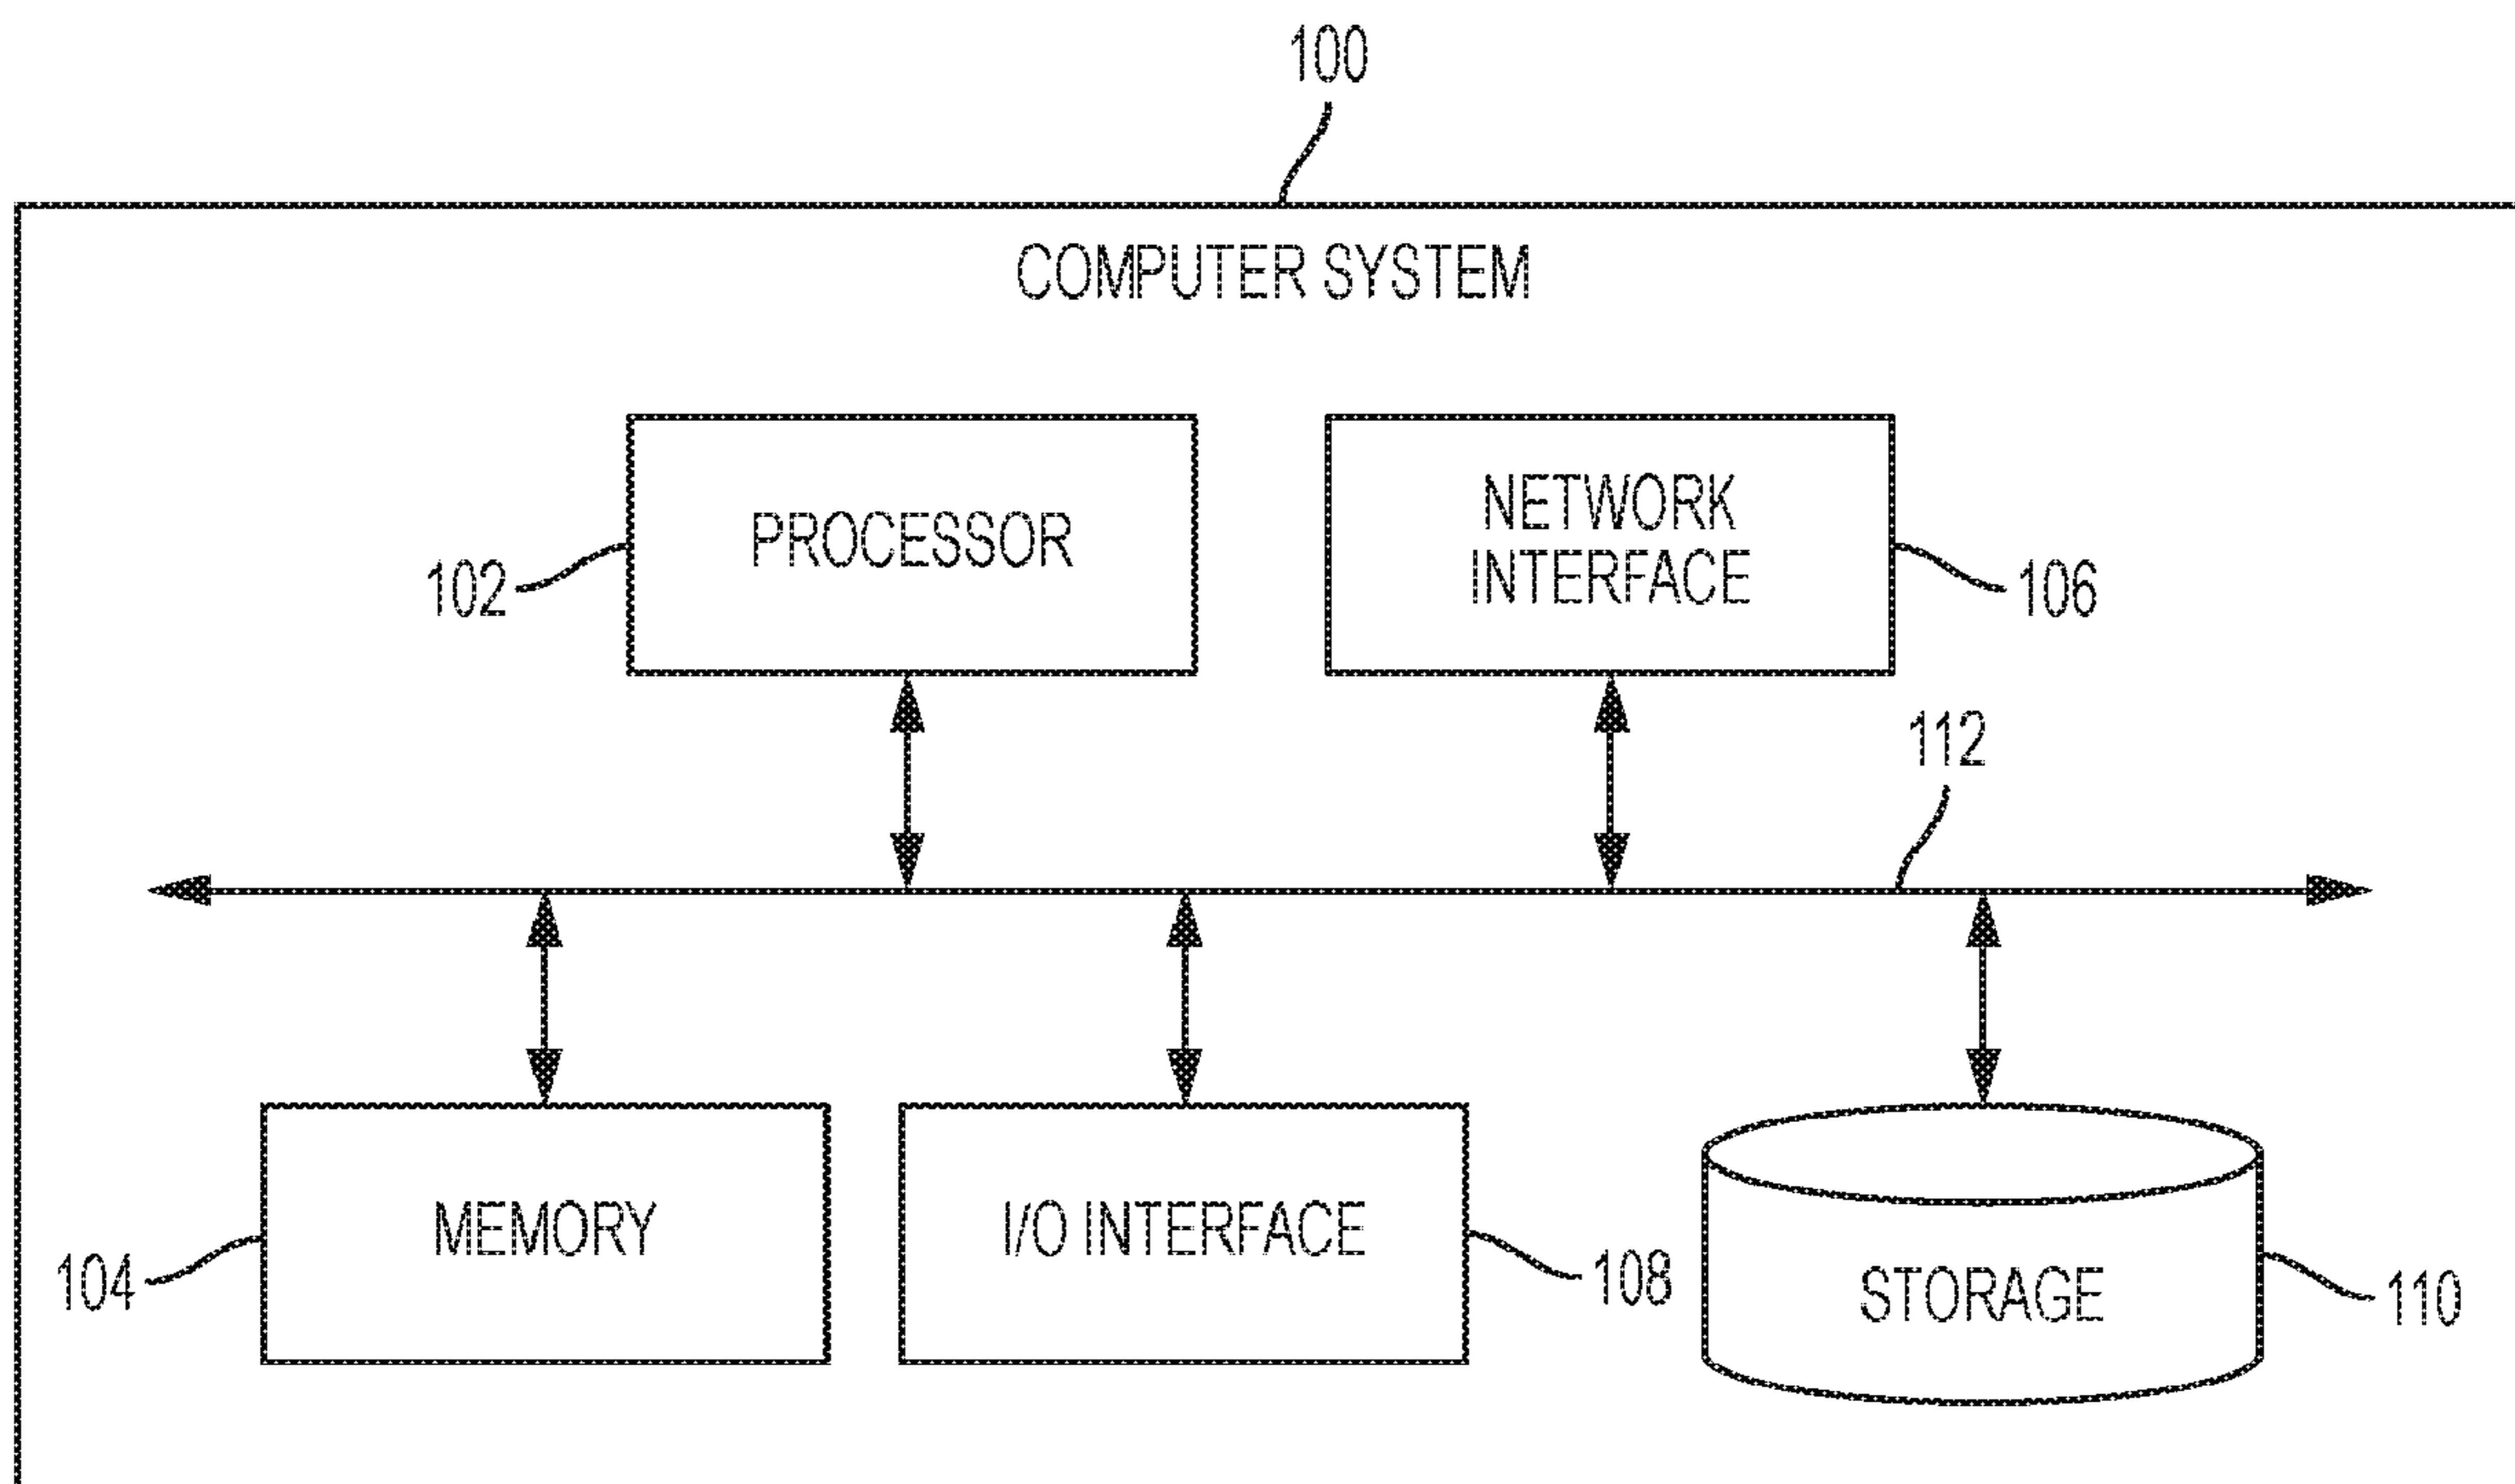 100
COMPUTER SYSTEM
PROCESSOR
NETWORK
INTERFACE
102
106
112
MEMORY
I/O INTERFACE
STORAGE
104
108
110